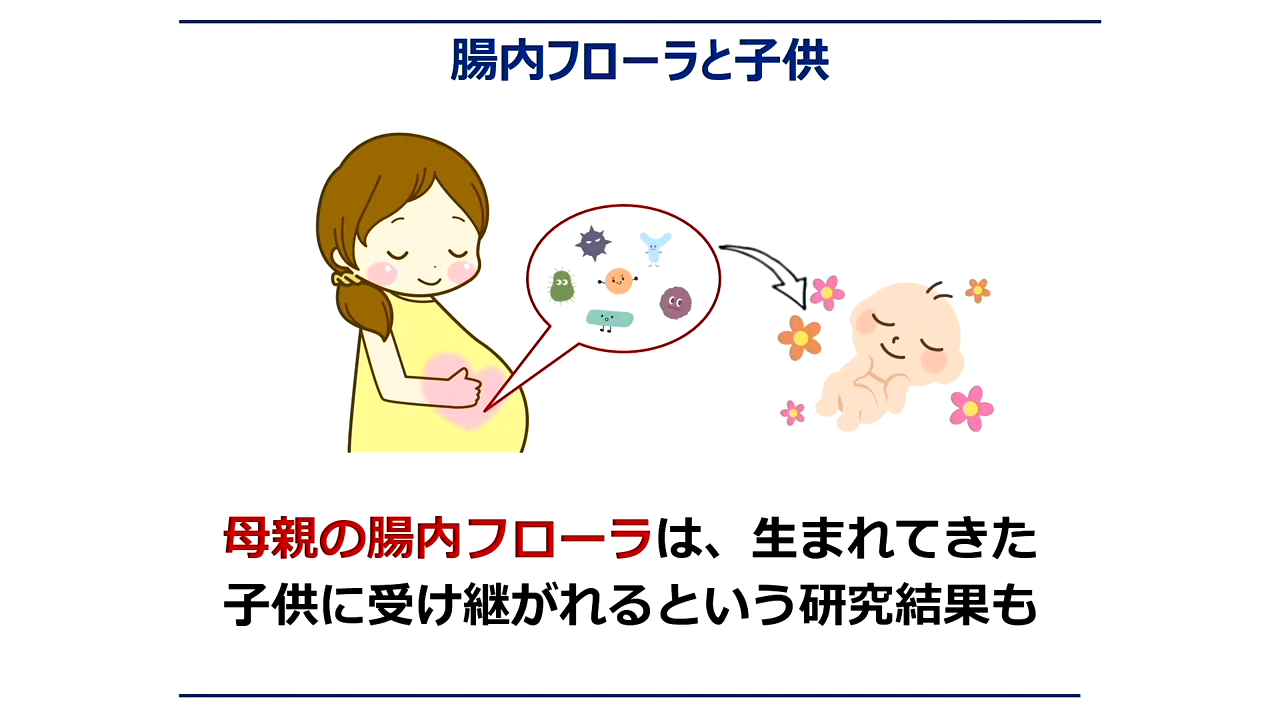 腸内フローラと子供
母親の腸内フローラは、生まれてきた
子供に受け継がれるという研究結果も